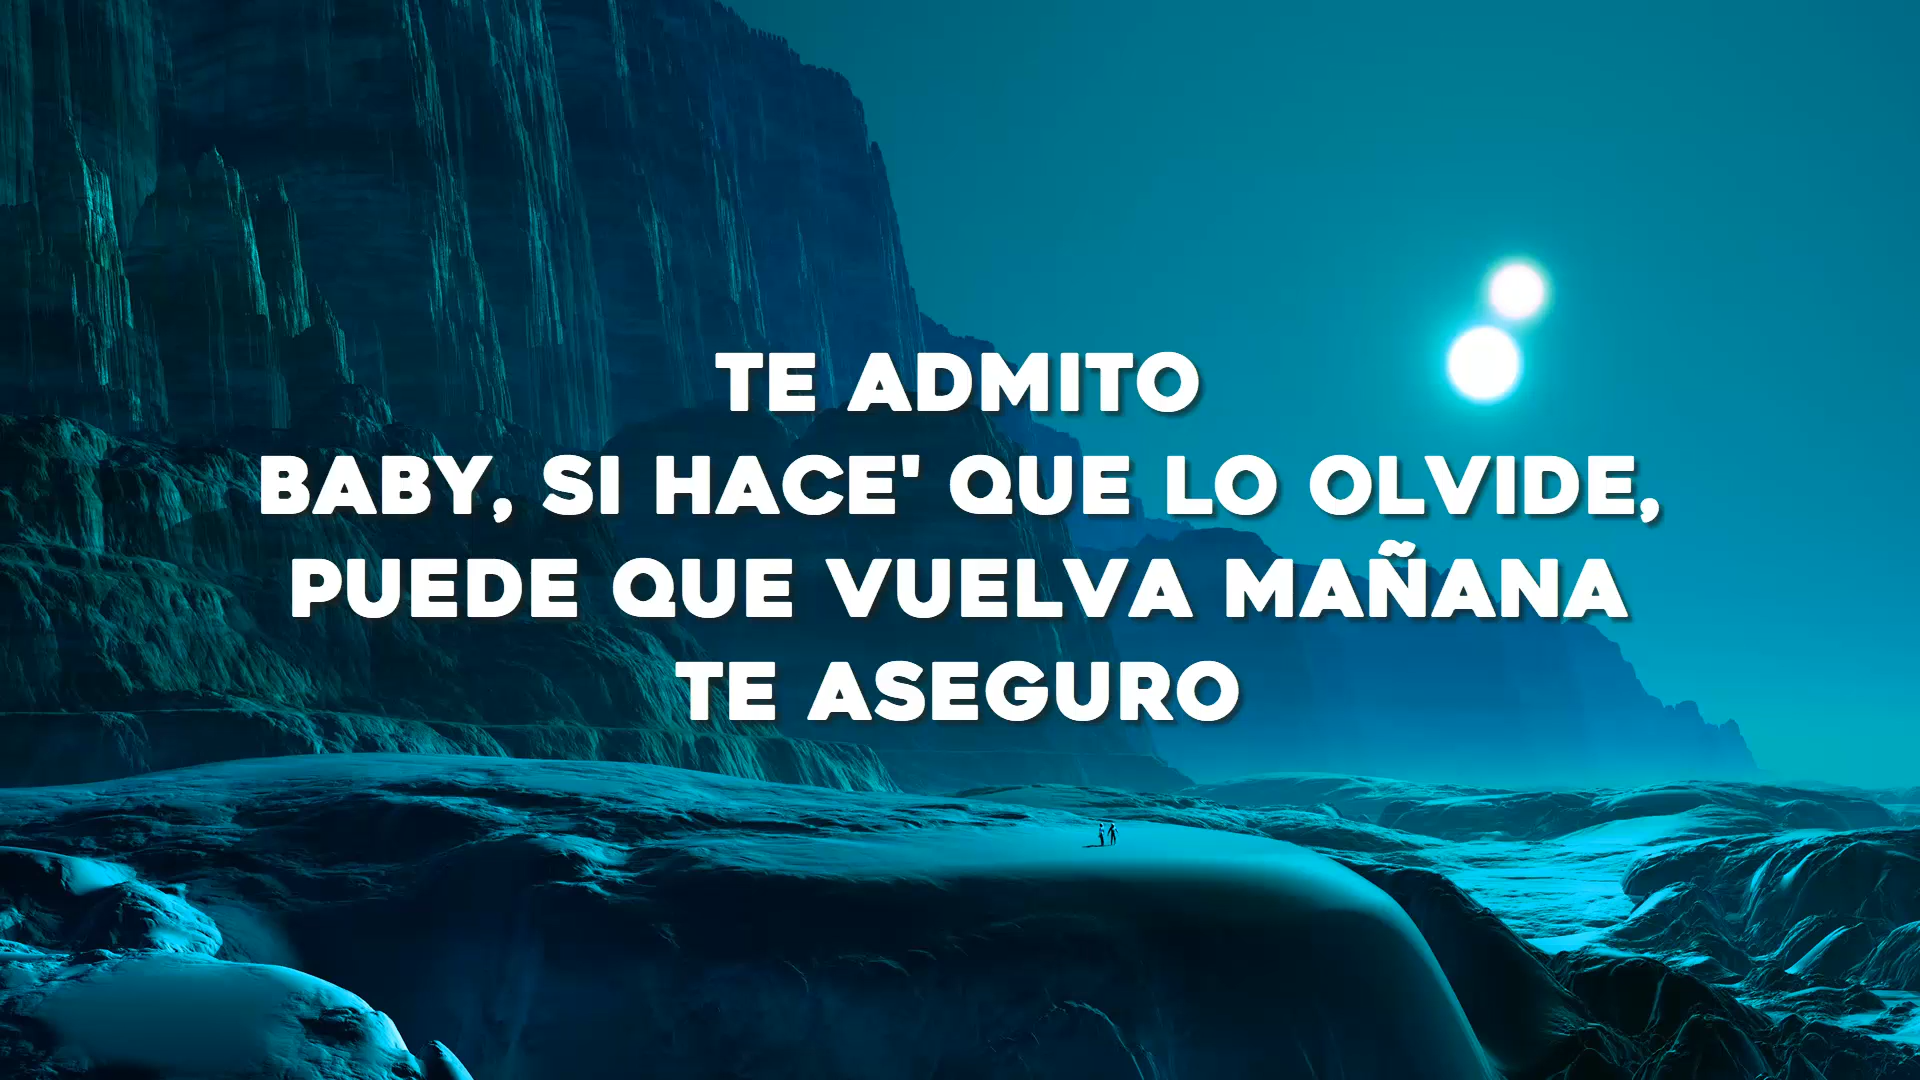 TE ADMITO
BABY, SI HACE' QUE LO OLVIDE,
PUEDE QUE VUELVA MAÑANA
TE ASEGURO